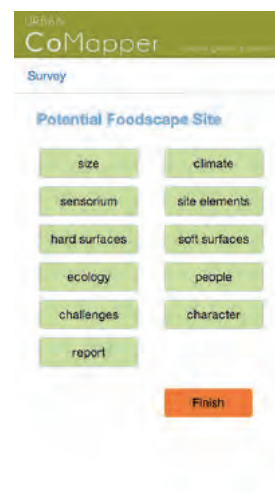 URBAN
CoMapper
Survey
Potential Foodscape Site
size climate
sensorium site elements
hard surfaces soft surfaces
ecology people
challenges character
report
Finish